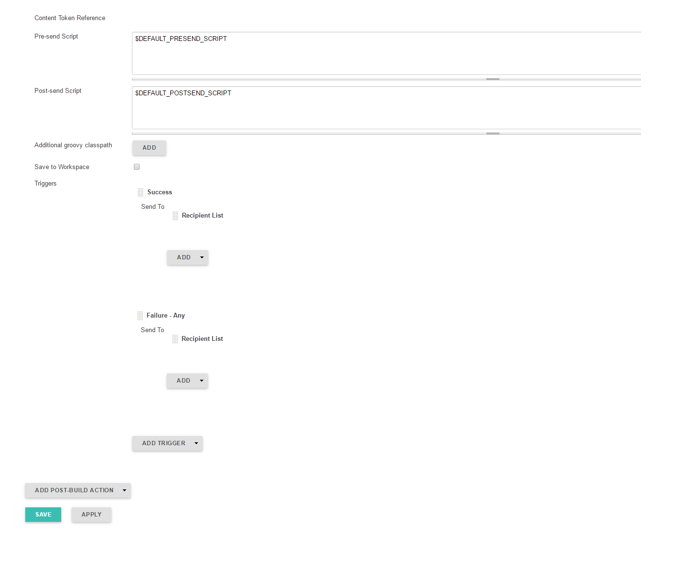 Content Token Reference
Pre-send Script
$DEFAULT_PRESEND_SCRIPT
Post-send Script
$DEFAULT_POSTSEND_SCRIPT
Additional groovy classpath
ADD
Save to Workspace
Triggers
Success
Send To
Recipient List
ADD
Failure - Any
Send To
Recipient List
ADD
ADD TRIGGER
ADD POST-BUILD ACTION
SAVE
APPLY